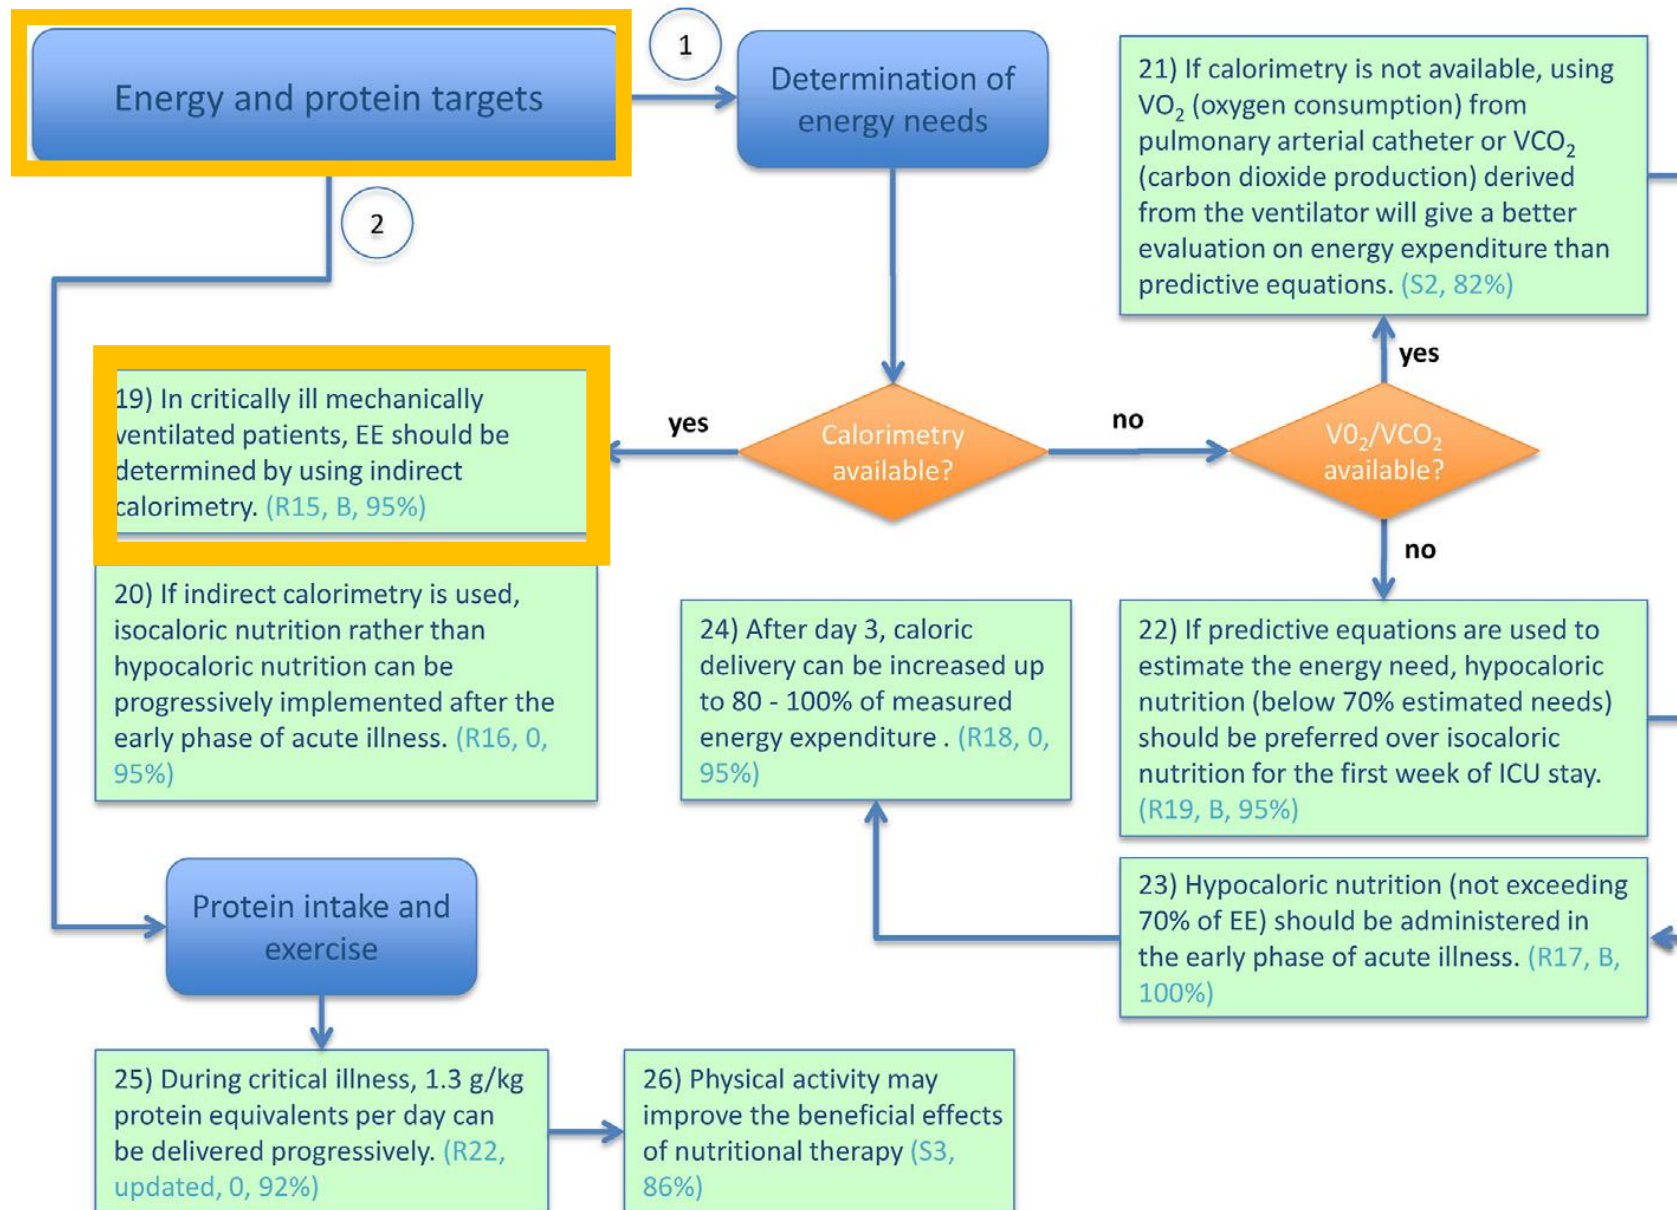 Energy and protein targets
1
Determination of
energy needs
2
21) If calorimetry is not available, using
VO₂ (oxygen consumption) from
pulmonary arterial catheter or VCO₂
(carbon dioxide production) derived
from the ventilator will give a better
evaluation on energy expenditure than
predictive equations. (S2, 82%)
19) In critically ill mechanically
ventilated patients, EE should be
determined by using indirect
calorimetry. (R15, B, 95%)
yes
Calorimetry
available?
no
yes
V0₂/VCO₂
available?
no
20) If indirect calorimetry is used,
isocaloric nutrition rather than
hypocaloric nutrition can be
progressively implemented after the
early phase of acute illness. (R16, 0,
95%)
24) After day 3, caloric
delivery can be increased up
to 80 - 100% of measured
energy expenditure . (R18, 0,
95%)
22) If predictive equations are used to
estimate the energy need, hypocaloric
nutrition (below 70% estimated needs)
should be preferred over isocaloric
nutrition for the first week of ICU stay.
(R19, B, 95%)
23) Hypocaloric nutrition (not exceeding
70% of EE) should be administered in
the early phase of acute illness. (R17, B,
100%)
Protein intake and
exercise
25) During critical illness, 1.3 g/kg
protein equivalents per day can
be delivered progressively. (R22,
updated, 0, 92%)
26) Physical activity may
improve the beneficial effects
of nutritional therapy (S3,
86%)